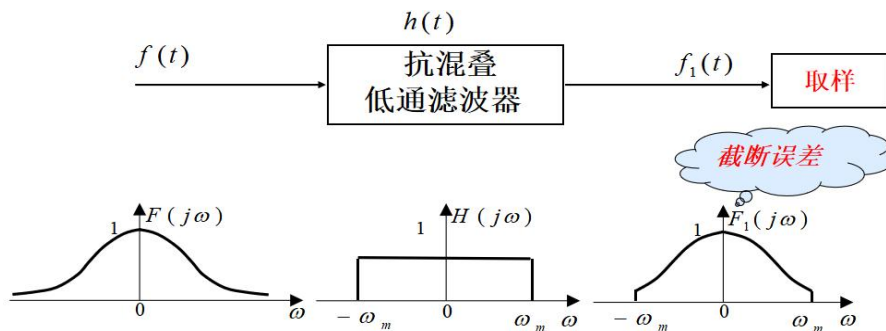 h(t)
f(t)
抗混叠
低通滤波器
f₁(t)
取样
截断误差
F(jω)
1
0
ω
H(jω)
1
-ω_m
0
ω_m
ω
F₁(jω)
1
-ω_m
0
ω_m
ω